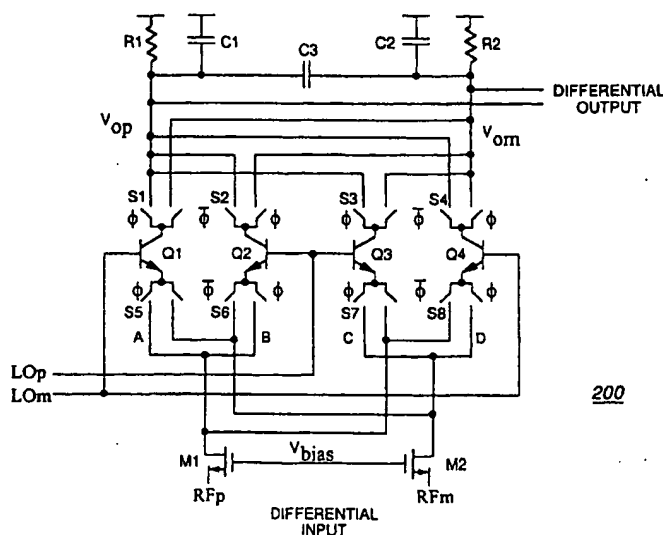 R1 C1 C3 C2 R2
DIFFERENTIAL
OUTPUT
Vop Vom
S1 S2 S3 S4
ϕ ϕ̅ ϕ ϕ ϕ̅ ϕ
Q1 Q2 Q3 Q4
ϕ ϕ̅ ϕ ϕ ϕ̅ ϕ
S5 S6 S7 S8
A B C D
LOp
LOm
200
Vbias
M1 M2
RFp RFm
DIFFERENTIAL
INPUT